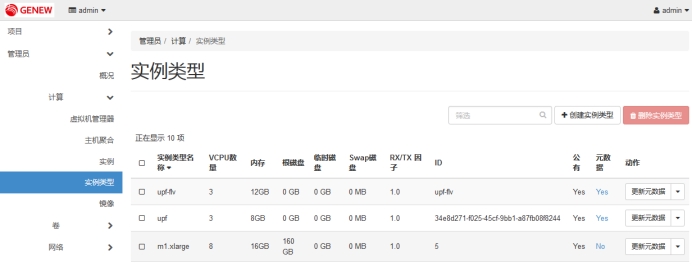 GENEW admin admin
项目
管理员
概况
计算
虚拟机管理器
主机聚合
实例
实例类型
镜像
卷
网络
管理员 / 计算 / 实例类型
实例类型
筛选 创建实例类型 删除实例类型
正在显示 10 项
实例类型名称 VCPU数量 内存 根磁盘 临时磁盘 Swap磁盘 RX/TX 因子 ID 公有 元数据 动作
upf-flv 3 12GB 0 GB 0 GB 0 MB 1.0 upf-flv Yes Yes 更新元数据
upf 3 8GB 0 GB 0 GB 0 MB 1.0 34e8d271-f025-45cf-9bb1-a87fb08f8244 Yes Yes 更新元数据
m1.xlarge 8 16GB 160 GB 0 GB 0 MB 1.0 5 Yes No 更新元数据